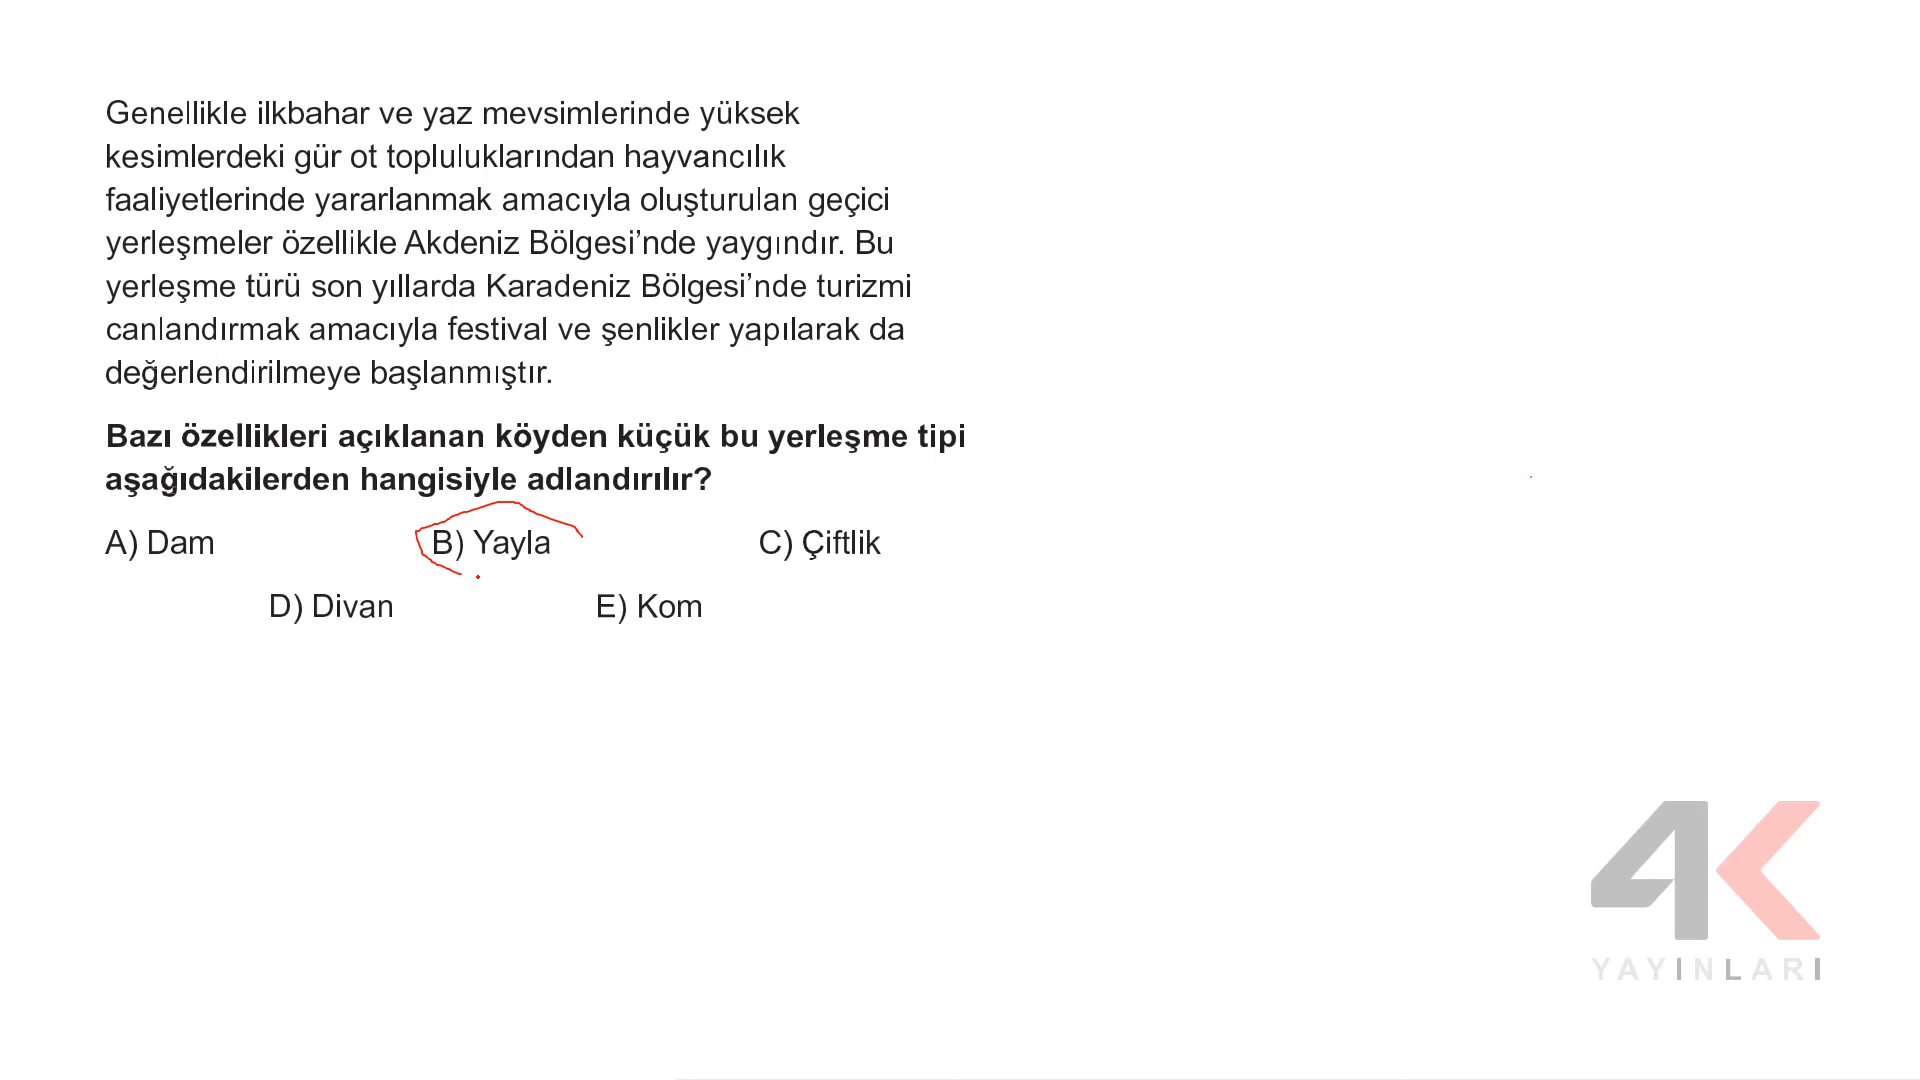 Genellikle ilkbahar ve yaz mevsimlerinde yüksek
kesimlerdeki gür ot topluluklarından hayvancılık
faaliyetlerinde yararlanmak amacıyla oluşturulan geçici
yerleşmeler özellikle Akdeniz Bölgesi’nde yaygındır. Bu
yerleşme türü son yıllarda Karadeniz Bölgesi’nde turizmi
canlandırmak amacıyla festival ve şenlikler yapılarak da
değerlendirilmeye başlanmıştır.
Bazı özellikleri açıklanan köyden küçük bu yerleşme tipi
aşağıdakilerden hangisiyle adlandırılır?
A) Dam B) Yayla C) Çiftlik
D) Divan E) Kom
4K
YAYINLARI